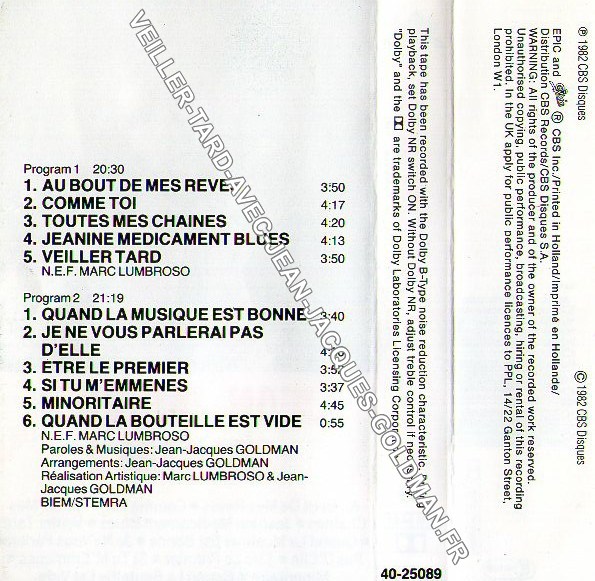 Program 1 20:30
1. AU BOUT DE MES REVES 3:50
2. COMME TOI 4:17
3. TOUTES MES CHAINES 4:20
4. JEANINE MEDICAMENT BLUES 4:13
5. VEILLER TARD 3:50
N.E.F. MARC LUMBROSO
Program 2 21:19
1. QUAND LA MUSIQUE EST BONNE 3:40
2. JE NE VOUS PARLERAI PAS
D'ELLE
3. ETRE LE PREMIER
4. SI TU M'EMMENES 3:37
5. MINORITAIRE 4:45
6. QUAND LA BOUTEILLE EST VIDE 0:55
N.E.F. MARC LUMBROSO
Paroles & Musiques: Jean-Jacques GOLDMAN
Arrangements: Jean-Jacques GOLDMAN
Réalisation Artistique: Marc LUMBROSO & Jean-
Jacques GOLDMAN
BIEM/STEMRA
VEILLER-TARD-AVEC-JEAN-JACQUES-GOLDMAN.FR
This tape has been recorded with the Dolby B-Type noise reduction characteristic.
playback, set Dolby NR switch ON. Without Dolby NR, adjust treble control if necessary.
"Dolby" and the are trademarks of Dolby Laboratories Licensing
40-25089
℗ 1982 CBS Disques
© 1982 CBS Disques
EPIC and Epic ® CBS Inc./Printed in Holland/Imprimé en Hollande/
Distribution CBS Records/CBS Disques S.A.
WARNING: All rights of the producer and of the owner of the recorded work reserved.
Unauthorised copying, public performance, broadcasting, hiring or rental of this recording
prohibited. In the UK apply for public performance licences to PPL, 14/22 Ganton Street,
London W1.